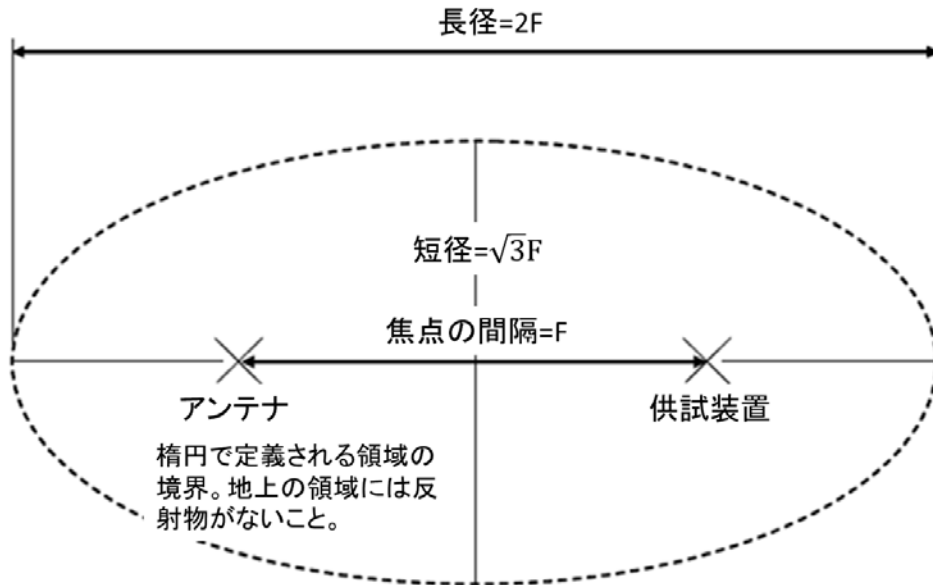 長径=2F
短径=√3F
焦点の間隔=F
アンテナ
供試装置
楕円で定義される領域の
境界。地上の領域には反
射物がないこと。